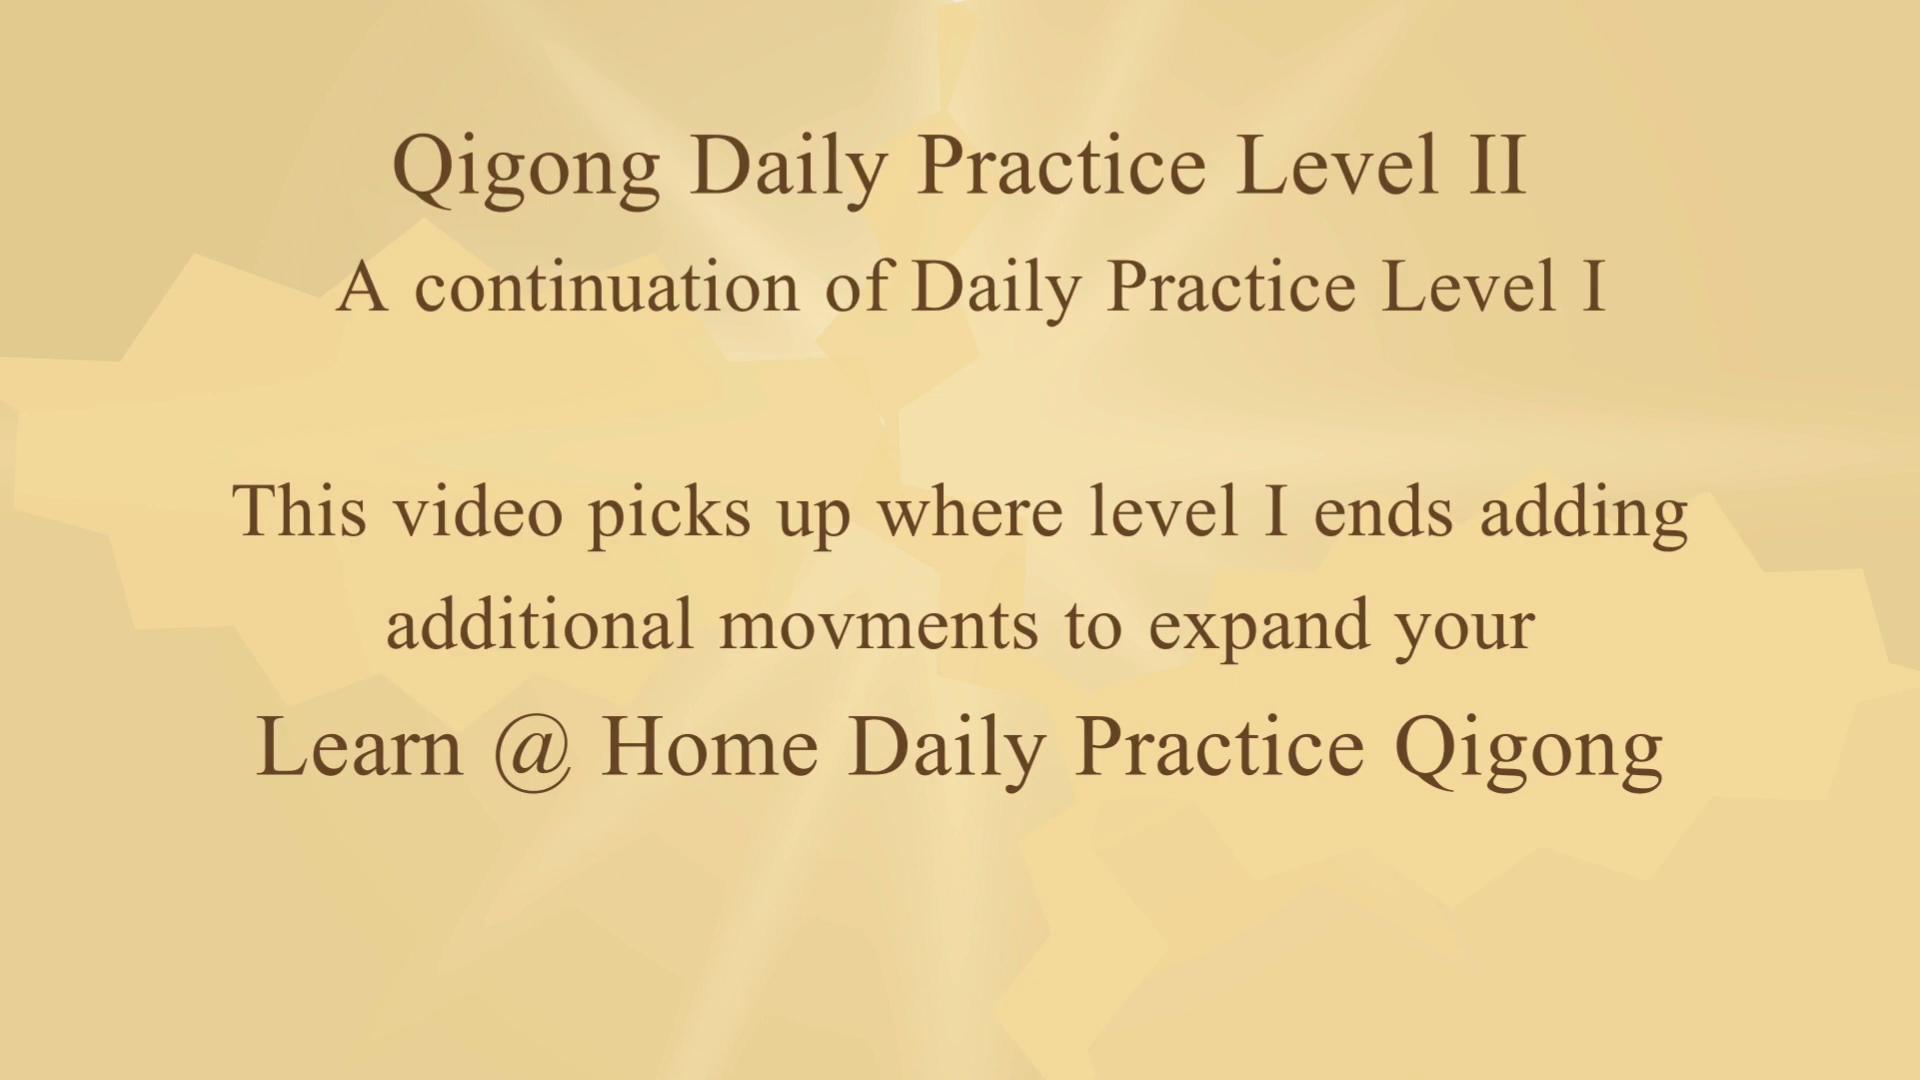 Qigong Daily Practice Level II
A continuation of Daily Practice Level I
This video picks up where level I ends adding
additional movments to expand your
Learn @ Home Daily Practice Qigong